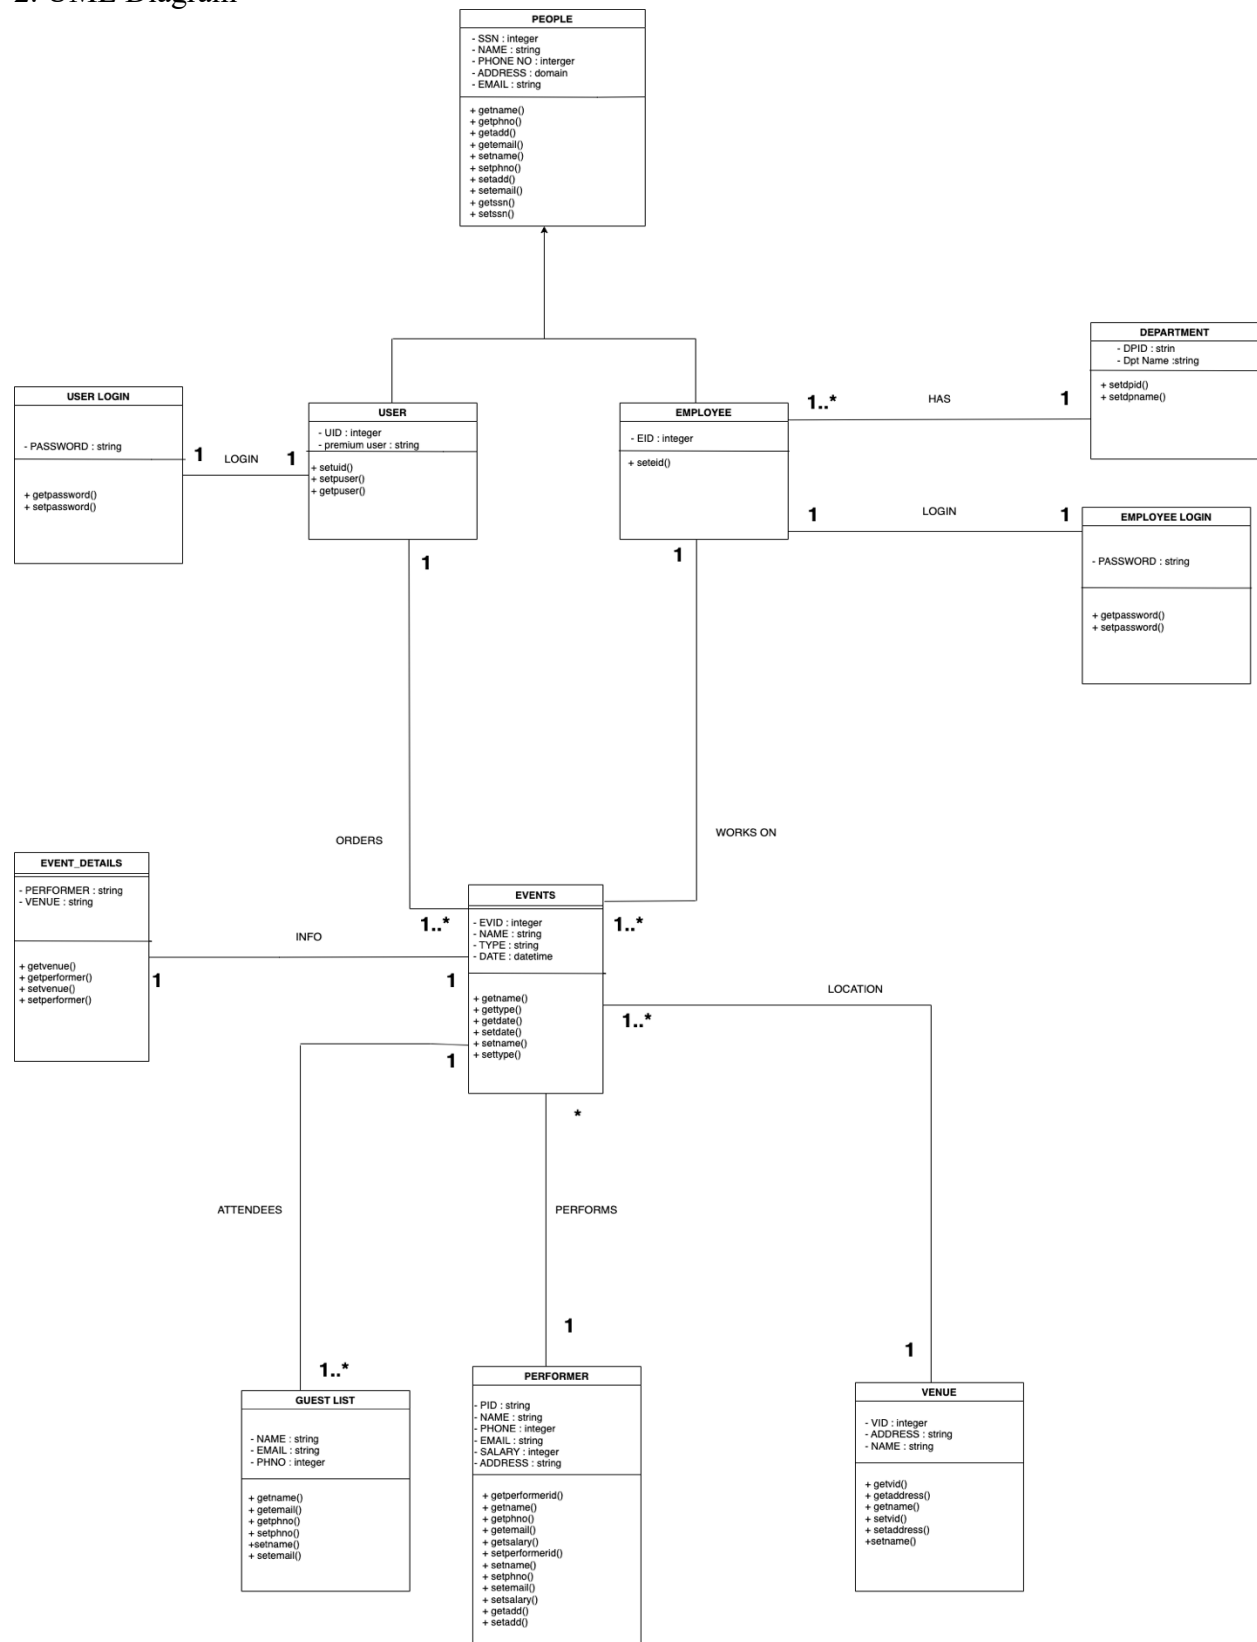 2. UML Diagram
PEOPLE
- SSN : integer
- NAME : string
- PHONE NO : interger
- ADDRESS : domain
- EMAIL : string
+ getname()
+ getphno()
+ getadd()
+ getemail()
+ setname()
+ setphno()
+ setadd()
+ setemail()
+ getssn()
+ setssn()
DEPARTMENT
- DPID : strin
- Dpt Name :string
+ setdpid()
+ setdpname()
1..*
HAS
1
USER LOGIN
- PASSWORD : string
+ getpassword()
+ setpassword()
1
LOGIN
1
USER
- UID : integer
- premium user : string
+ setuid()
+ setpuser()
+ getpuser()
EMPLOYEE
- EID : integer
+ seteid()
1
LOGIN
1
EMPLOYEE LOGIN
- PASSWORD : string
+ getpassword()
+ setpassword()
1
1
ORDERS
WORKS ON
EVENT_DETAILS
- PERFORMER : string
- VENUE : string
+ getvenue()
+ getperformer()
+ setvenue()
+ setperformer()
1
INFO
1
1..*
1..*
EVENTS
- EVID : integer
- NAME : string
- TYPE : string
- DATE : datetime
+ getname()
+ gettype()
+ getdate()
+ setdate()
+ setname()
+ settype()
LOCATION
1..*
1
*
ATTENDEES
PERFORMS
1
1
1..*
GUEST LIST
- NAME : string
- EMAIL : string
- PHNO : integer
+ getname()
+ getemail()
+ getphno()
+ setphno()
+setname()
+ setemail()
PERFORMER
- PID : string
- NAME : string
- PHONE : integer
- EMAIL : string
- SALARY : integer
- ADDRESS : string
+ getperformerid()
+ getname()
+ getphno()
+ getemail()
+ getsalary()
+ setperformerid()
+ setname()
+ setphno()
+ setemail()
+ setsalary()
+ getadd()
+ setadd()
VENUE
- VID : integer
- ADDRESS : string
- NAME : string
+ getvid()
+ getaddress()
+ getname()
+ setvid()
+ setaddress()
+setname()